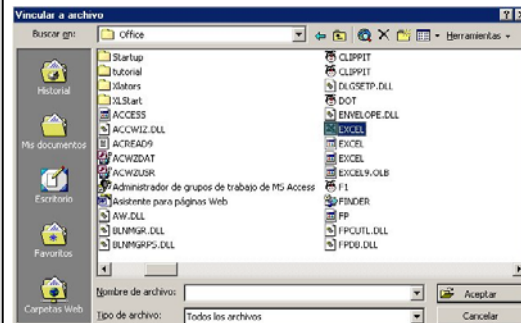 Vincular a archivo
Buscar en:
Office
Herramientas
Historial
Mis documentos
Escritorio
Favoritos
Carpetas Web
Startup
tutorial
Xlators
XLStart
ACCESS
ACCWIZ.DLL
ACREAD9
ACWZDAT
ACWZUSR
Administrador de grupos de trabajo de MS Access
Asistente para páginas Web
AW.DLL
BLNMGR.DLL
BLNMGRPS.DLL
CLIPPIT
CLIPPIT
DLGSETP.DLL
DOT
ENVELOPE.DLL
EXCEL
EXCEL
EXCEL
EXCEL9.OLB
F1
FINDER
FP
FPCUTL.DLL
FPDB.DLL
Nombre de archivo:
Aceptar
Tipo de archivo:
Todos los archivos
Cancelar